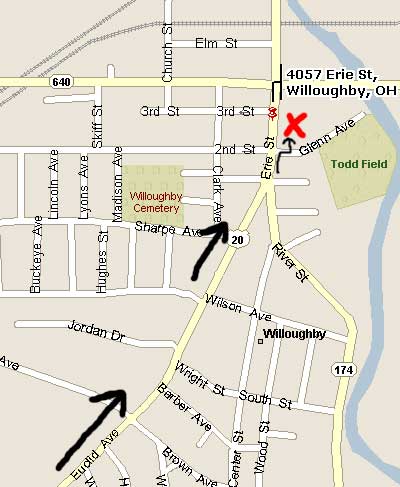 Church St
Elm St
640
4057 Erie St,
Willoughby, OH
3rd St
3rd St
Skiff St
Erie St
Glenn Ave
2nd St
Todd Field
Lincoln Ave
Lyons Ave
Madison Ave
Willoughby
Cemetery
Clark Ave
Buckeye Ave
Hughes St
Sharpe Ave
20
River St
Wilson Ave
Jordan Dr
Willoughby
174
Wright St
South St
Ave
Barber Ave
Euclid Ave
Brown Ave
Center St
Wood St